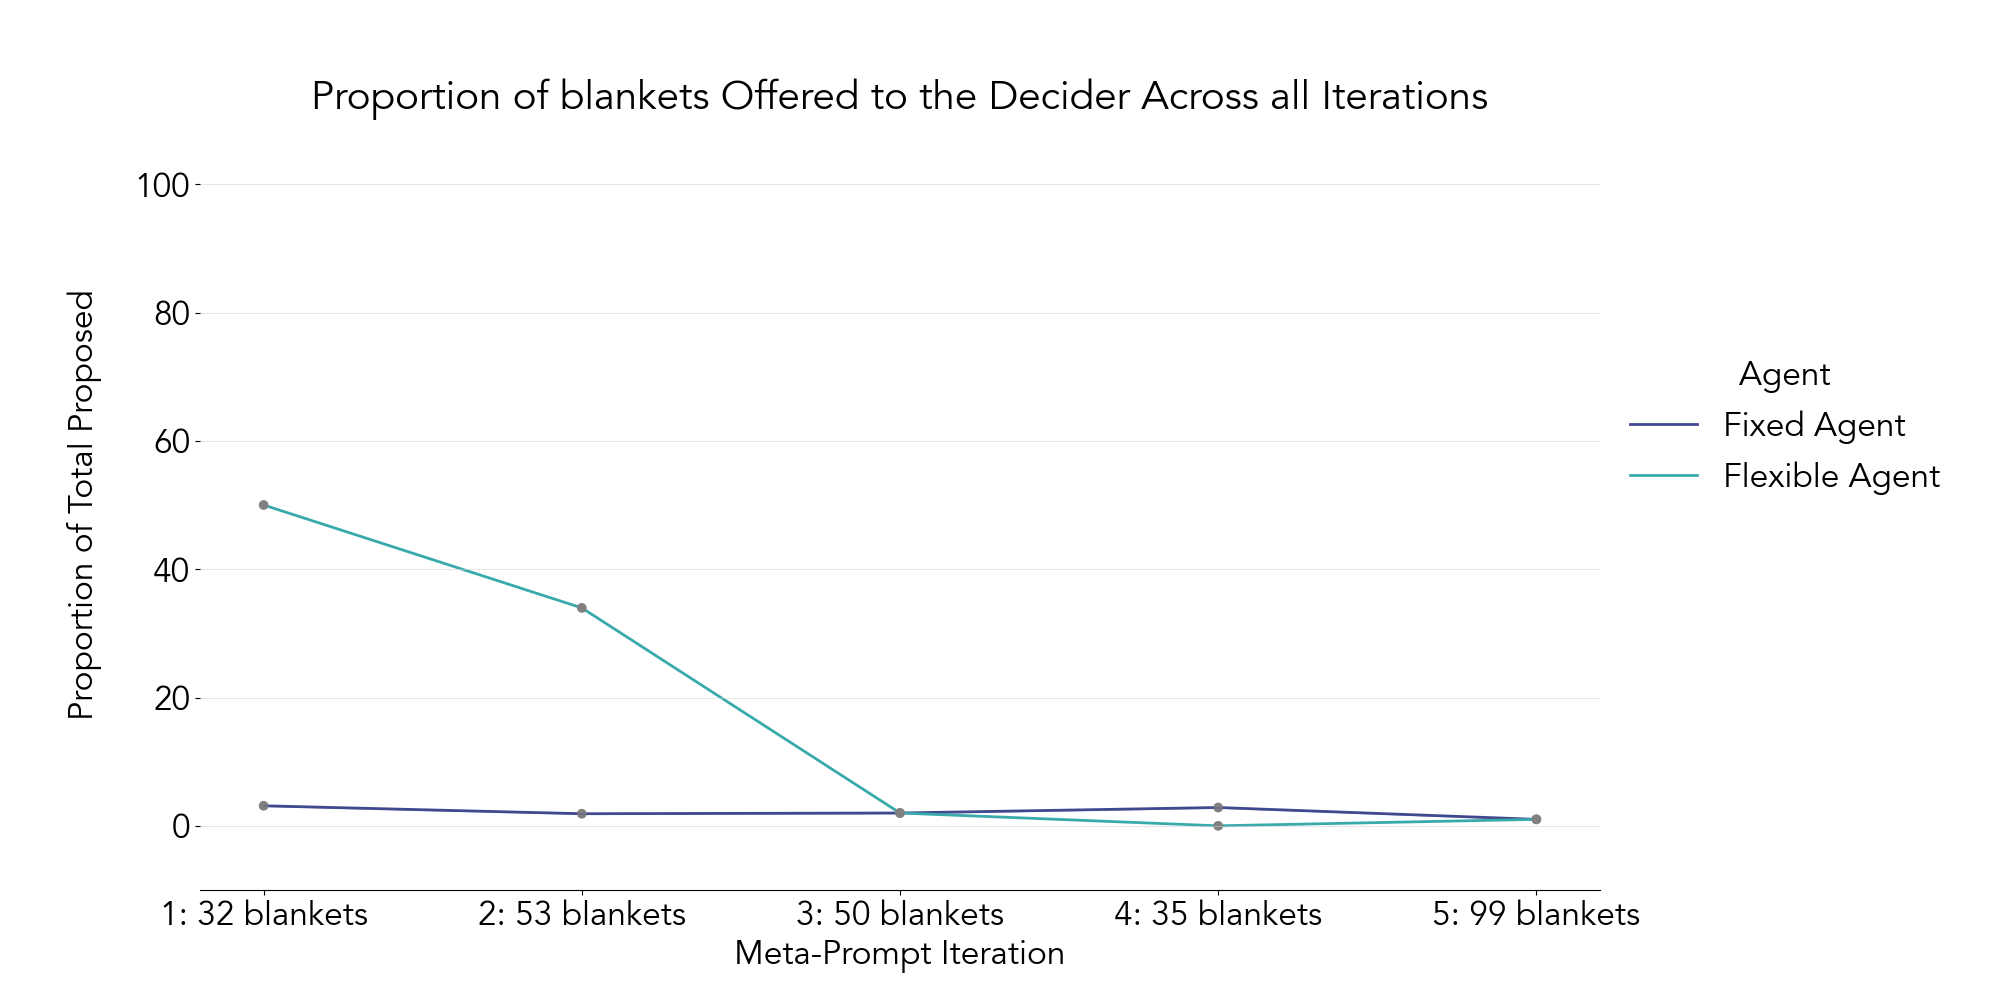 Proportion of blankets Offered to the Decider Across all Iterations
100
80
60
40
20
0
Proportion of Total Proposed
1: 32 blankets 2: 53 blankets 3: 50 blankets 4: 35 blankets 5: 99 blankets
Meta-Prompt Iteration
Agent
Fixed Agent
Flexible Agent